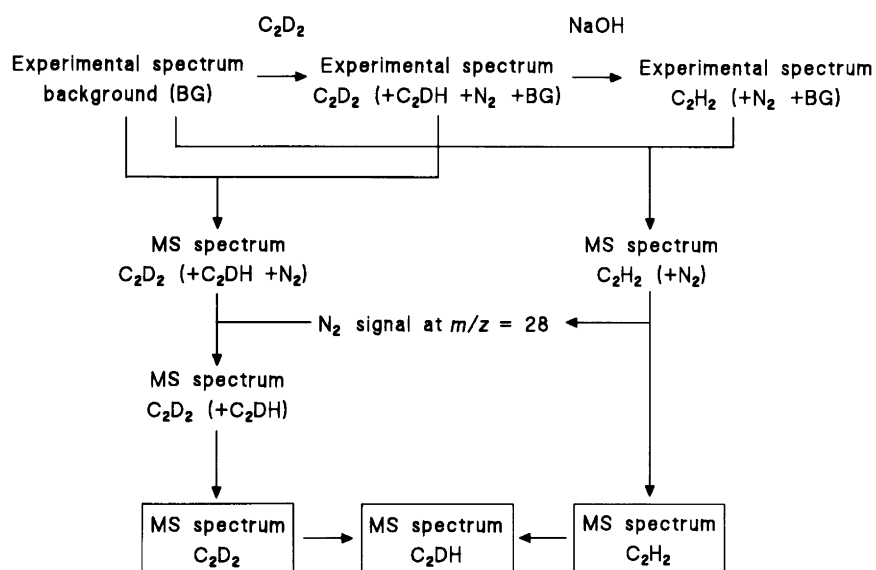 C₂D₂
NaOH
Experimental spectrum
background (BG)
Experimental spectrum
C₂D₂ (+C₂DH +N₂ +BG)
Experimental spectrum
C₂H₂ (+N₂ +BG)
MS spectrum
C₂D₂ (+C₂DH +N₂)
MS spectrum
C₂H₂ (+N₂)
N₂ signal at m/z = 28
MS spectrum
C₂D₂ (+C₂DH)
MS spectrum
C₂D₂
MS spectrum
C₂DH
MS spectrum
C₂H₂